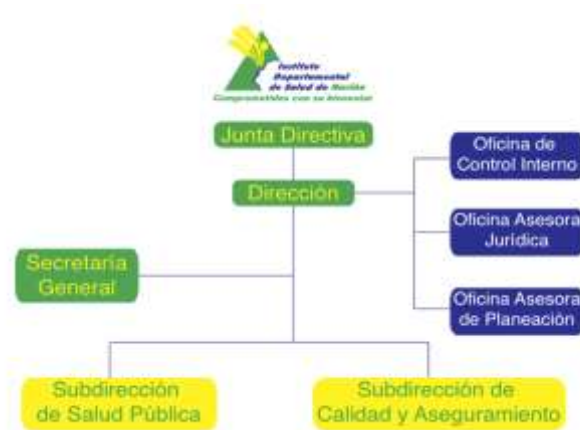 Instituto
Departamental
de Salud de Nariño
Comprometidos con su bienestar
Junta Directiva
Dirección
Oficina de
Control Interno
Oficina Asesora
Jurídica
Secretaría
General
Oficina Asesora
de Planeación
Subdirección
de Salud Pública
Subdirección de
Calidad y Aseguramiento